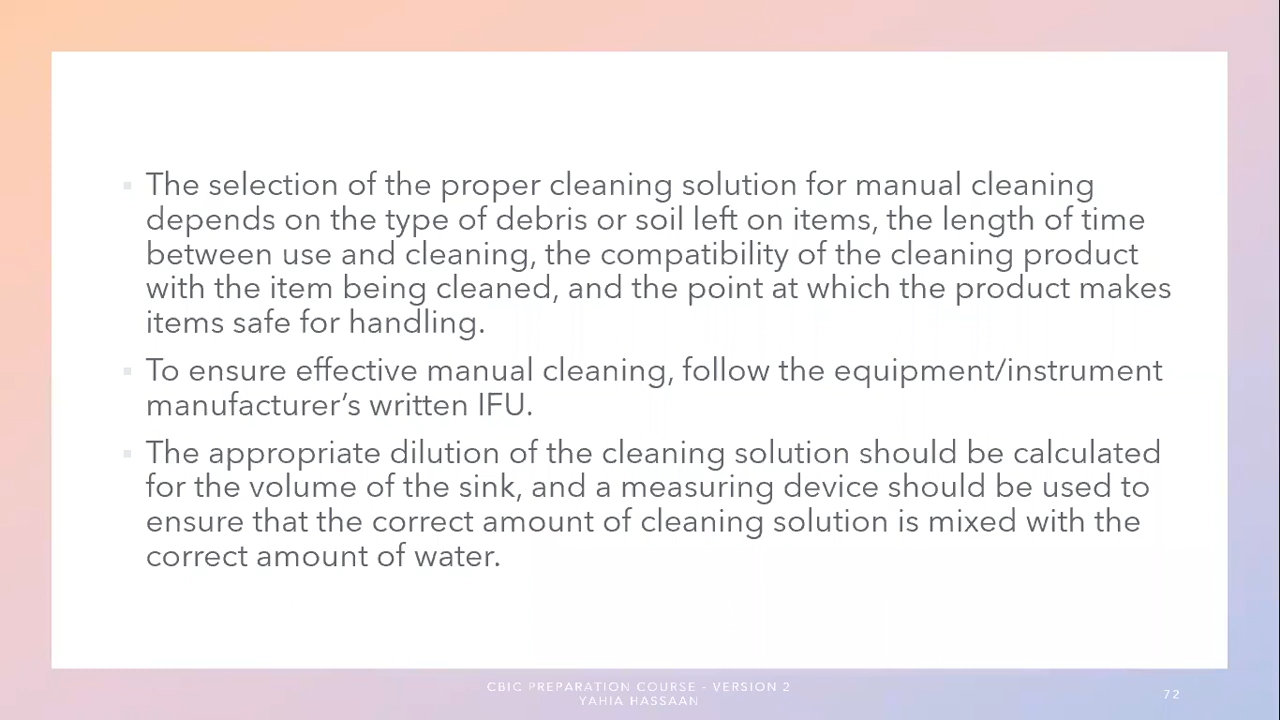 The selection of the proper cleaning solution for manual cleaning
depends on the type of debris or soil left on items, the length of time
between use and cleaning, the compatibility of the cleaning product
with the item being cleaned, and the point at which the product makes
items safe for handling.
To ensure effective manual cleaning, follow the equipment/instrument
manufacturer’s written IFU.
The appropriate dilution of the cleaning solution should be calculated
for the volume of the sink, and a measuring device should be used to
ensure that the correct amount of cleaning solution is mixed with the
correct amount of water.
CBIC PREPARATION COURSE - VERSION 2
YAHIA HASSAAN
72